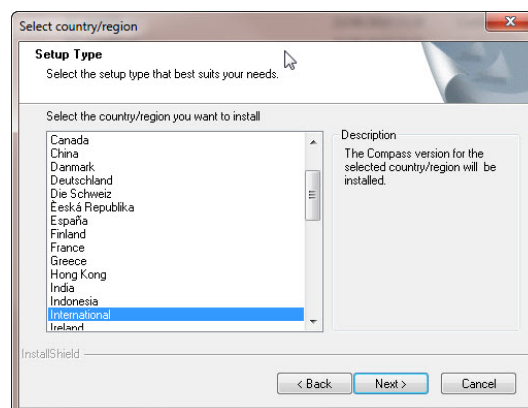 Select country/region
Setup Type
Select the setup type that best suits your needs.
Select the country/region you want to install
Canada
China
Danmark
Deutschland
Die Schweiz
Èeská Republika
España
Finland
France
Greece
Hong Kong
India
Indonesia
International
Ireland
Description
The Compass version for the
selected country/region will be
installed.
InstallShield
< Back
Next >
Cancel